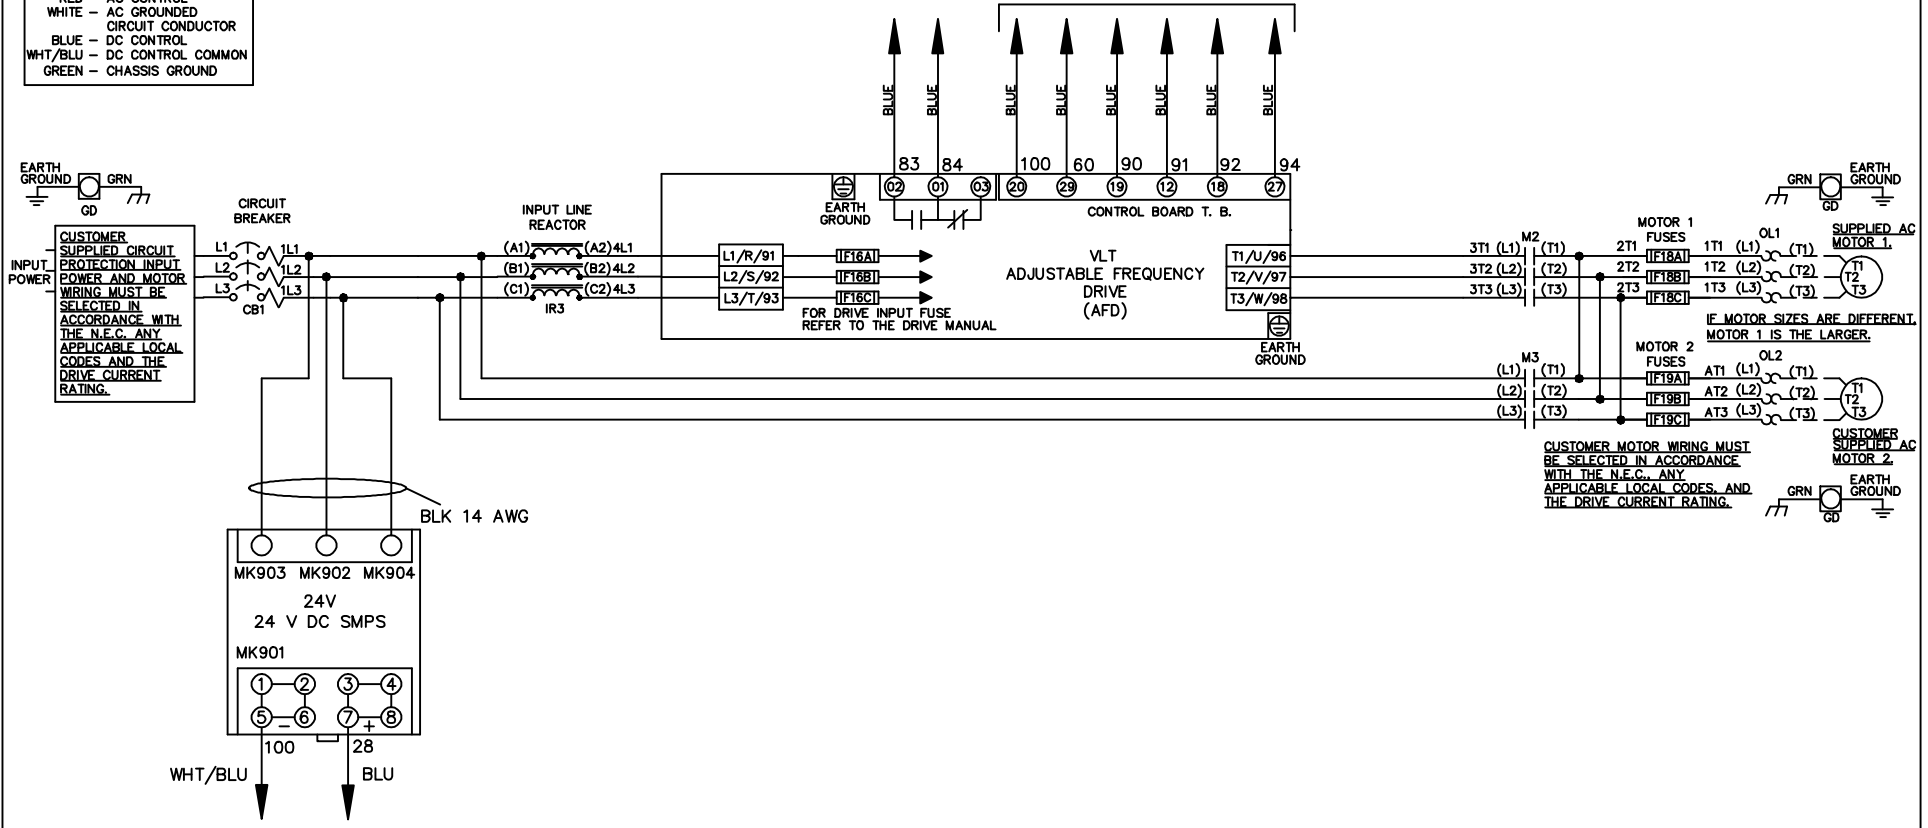 WHITE – AC GROUNDED
CIRCUIT CONDUCTOR
BLUE – DC CONTROL
WHT/BLU – DC CONTROL COMMON
GREEN – CHASSIS GROUND
BLUE
BLUE
BLUE
BLUE
BLUE
BLUE
BLUE
BLUE
83
84
100
60
90
91
92
94
02
01
03
20
29
19
12
18
27
EARTH
GROUND
CONTROL BOARD T. B.
EARTH
GROUND
GRN
GD
CUSTOMER
SUPPLIED CIRCUIT
PROTECTION INPUT
POWER AND MOTOR
WIRING MUST BE
SELECTED IN
ACCORDANCE WITH
THE N.E.C. ANY
APPLICABLE LOCAL
CODES AND THE
DRIVE CURRENT
RATING.
INPUT
POWER
CIRCUIT
BREAKER
L1
L2
L3
1L1
1L2
1L3
CB1
INPUT LINE
REACTOR
(A1)
(A2)4L1
(B1)
(B2)4L2
(C1)
(C2)4L3
IR3
L1/R/91
L2/S/92
L3/T/93
F16A
F16B
F16C
FOR DRIVE INPUT FUSE
REFER TO THE DRIVE MANUAL
VLT
ADJUSTABLE FREQUENCY
DRIVE
(AFD)
T1/U/96
T2/V/97
T3/W/98
EARTH
GROUND
M2
3T1 (L1) (T1)
3T2 (L2) (T2)
3T3 (L3) (T3)
MOTOR 1
FUSES
2T1
F18A
1T1 (L1)
2T2
F18B
1T2 (L2)
2T3
F18C
1T3 (L3)
OL1
(T1)
(T2)
(T3)
GRN
EARTH
GROUND
GD
SUPPLIED AC
MOTOR 1.
T1
T2
T3
IF MOTOR SIZES ARE DIFFERENT,
MOTOR 1 IS THE LARGER.
M3
(L1) (T1)
(L2) (T2)
(L3) (T3)
MOTOR 2
FUSES
F19A
F19B
F19C
AT1 (L1)
AT2 (L2)
AT3 (L3)
OL2
(T1)
(T2)
(T3)
T1
T2
T3
CUSTOMER
SUPPLIED AC
MOTOR 2.
CUSTOMER MOTOR WIRING MUST
BE SELECTED IN ACCORDANCE
WITH THE N.E.C., ANY
APPLICABLE LOCAL CODES, AND
THE DRIVE CURRENT RATING.
GRN
EARTH
GROUND
GD
BLK 14 AWG
MK903 MK902 MK904
24V
24 V DC SMPS
MK901
1 2 3 4
5 6 7 8
– +
100
28
WHT/BLU
BLU